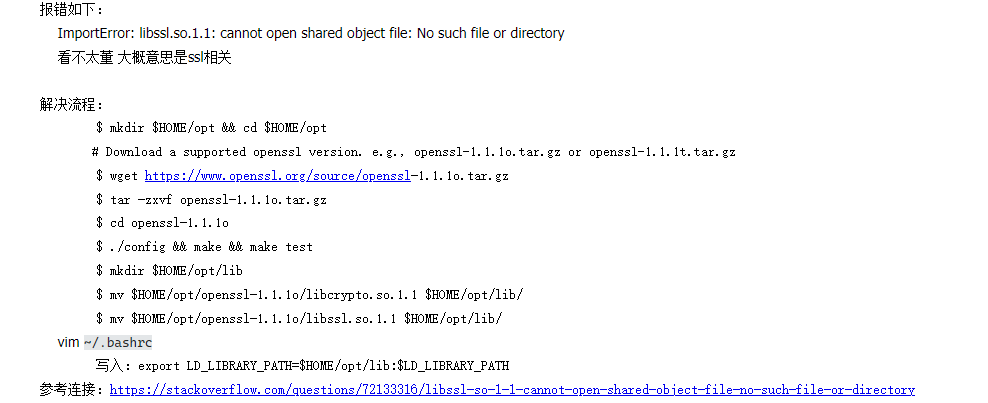 报错如下：
ImportError: libssl.so.1.1: cannot open shared object file: No such file or directory
看不太董 大概意思是ssl相关
解决流程：
$ mkdir $HOME/opt && cd $HOME/opt
# Download a supported openssl version. e.g., openssl-1.1.1o.tar.gz or openssl-1.1.1t.tar.gz
$ wget https://www.openssl.org/source/openssl-1.1.1o.tar.gz
$ tar -zxvf openssl-1.1.1o.tar.gz
$ cd openssl-1.1.1o
$ ./config && make && make test
$ mkdir $HOME/opt/lib
$ mv $HOME/opt/openssl-1.1.1o/libcrypto.so.1.1 $HOME/opt/lib/
$ mv $HOME/opt/openssl-1.1.1o/libssl.so.1.1 $HOME/opt/lib/
vim ~/.bashrc
写入：export LD_LIBRARY_PATH=$HOME/opt/lib:$LD_LIBRARY_PATH
参考连接：https://stackoverflow.com/questions/72133316/libssl-so-1-1-cannot-open-shared-object-file-no-such-file-or-directory